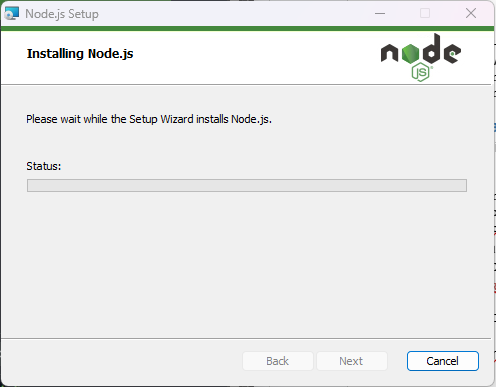 Node.js Setup
Installing Node.js
node
JS
Please wait while the Setup Wizard installs Node.js.
Status:
Back
Next
Cancel